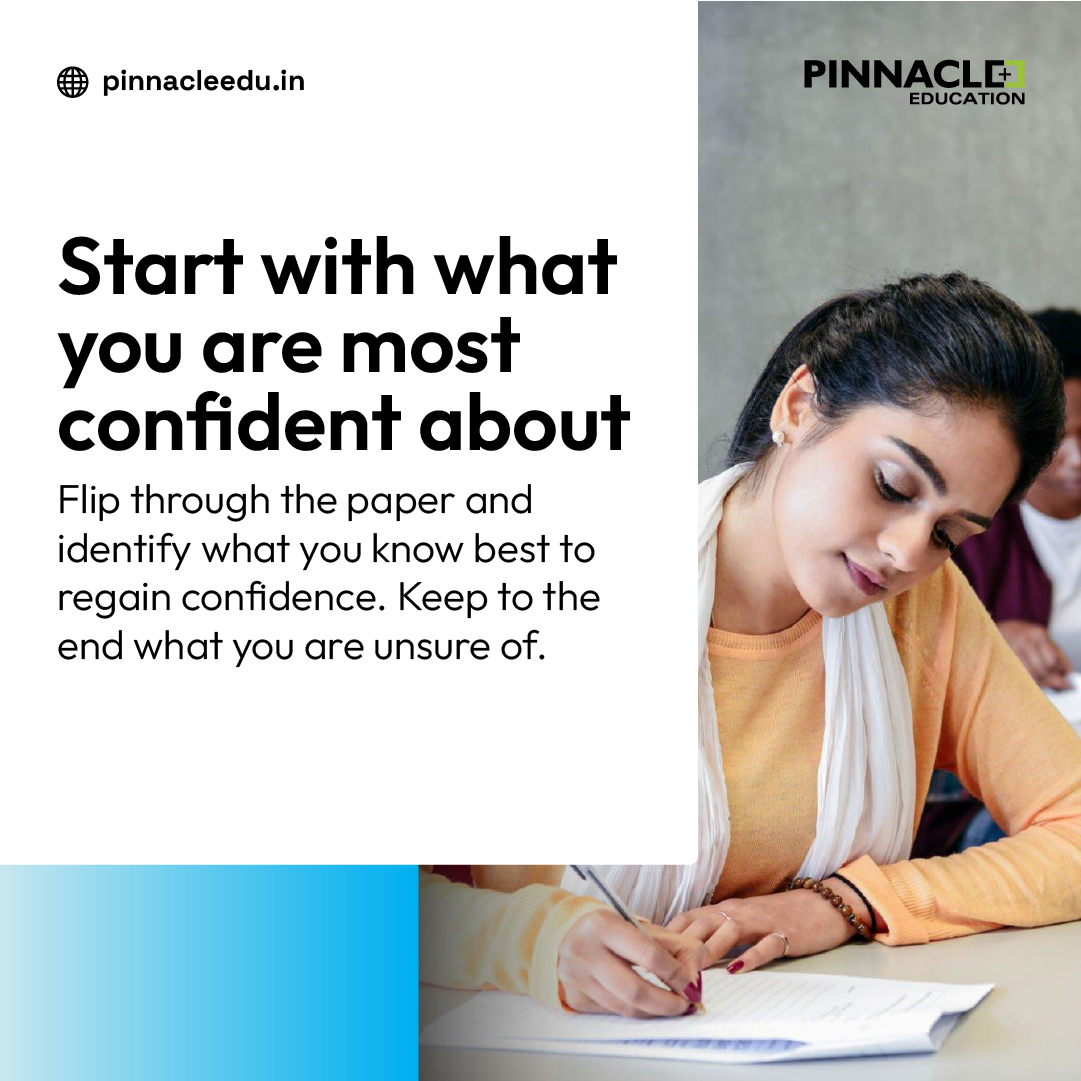 pinnacleedu.in
PINNACLE
EDUCATION
Start with what
you are most
confident about
Flip through the paper and
identify what you know best to
regain confidence. Keep to the
end what you are unsure of.